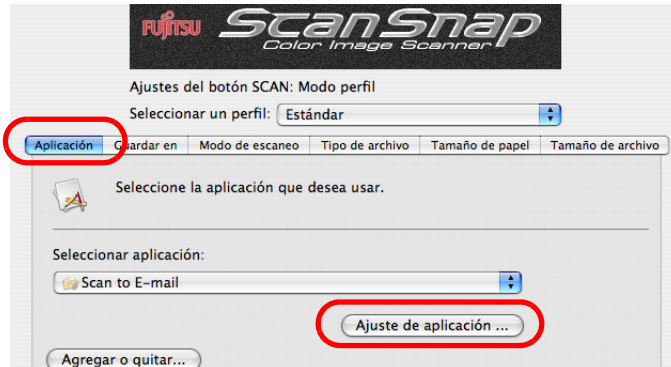 FUJITSU ScanSnap
Color Image Scanner
Ajustes del botón SCAN: Modo perfil
Seleccionar un perfil: Estándar
Aplicación Guardar en Modo de escaneo Tipo de archivo Tamaño de papel Tamaño de archivo
Seleccione la aplicación que desea usar.
Seleccionar aplicación:
Scan to E-mail
Ajuste de aplicación ...
Agregar o quitar...